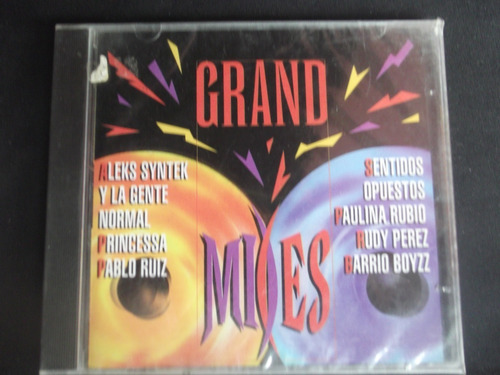 GRAND
ALEKS SYNTEK
Y LA GENTE
NORMAL
PRINCESSA
PABLO RUIZ
SENTIDOS
OPUESTOS
PAULINA RUBIO
RUDY PEREZ
BARRIO BOYZZ
MIXES